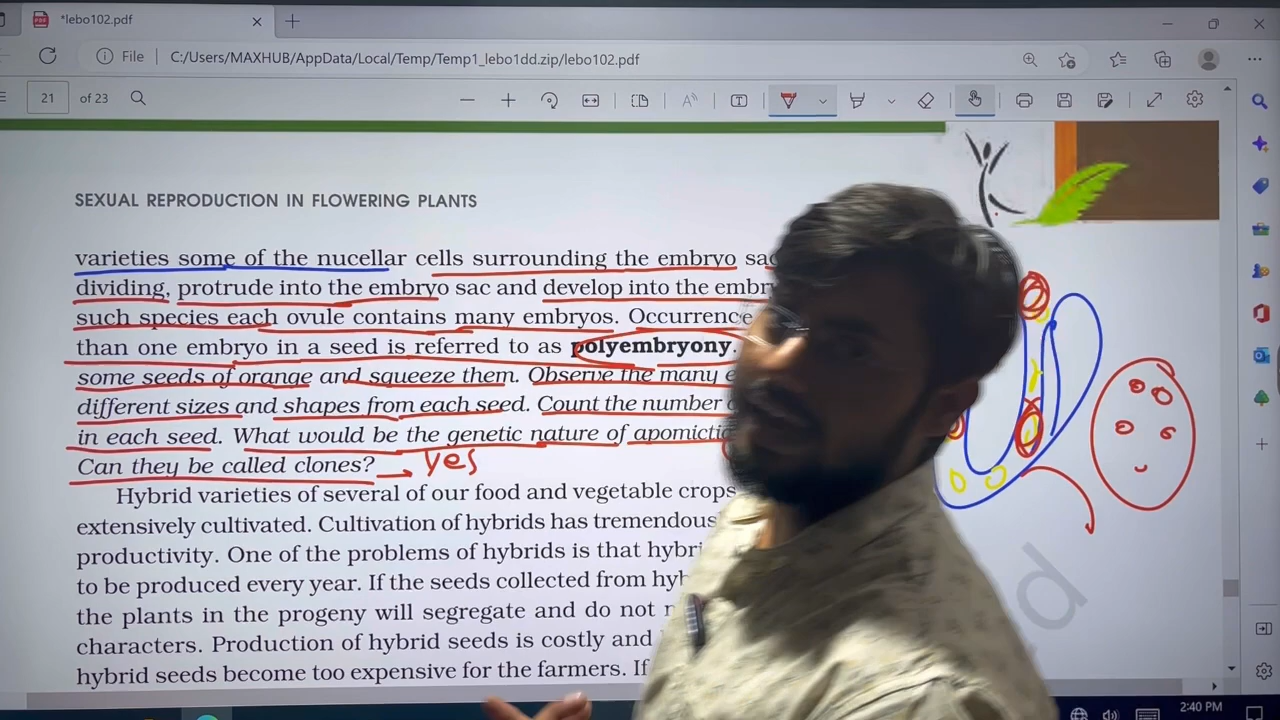 *lebo102.pdf
File C:/Users/MAXHUB/AppData/Local/Temp/Temp1_lebo1dd.zip/lebo102.pdf
21 of 23
SEXUAL REPRODUCTION IN FLOWERING PLANTS
varieties some of the nucellar cells surrounding the embryo
dividing, protrude into the embryo sac and develop into the
such species each ovule contains many embryos. Occurrence
than one embryo in a seed is referred to as polyembryony.
some seeds of orange and squeeze them. Observe the many
different sizes and shapes from each seed. Count the number
in each seed. What would be the genetic nature of
Can they be called clones? yes
Hybrid varieties of several of our food and vegetable crops
extensively cultivated. Cultivation of hybrids has tremendous
productivity. One of the problems of hybrids is that
to be produced every year. If the seeds collected from
the plants in the progeny will segregate and do not
characters. Production of hybrid seeds is costly and
hybrid seeds become too expensive for the farmers. If
d
2:40 PM